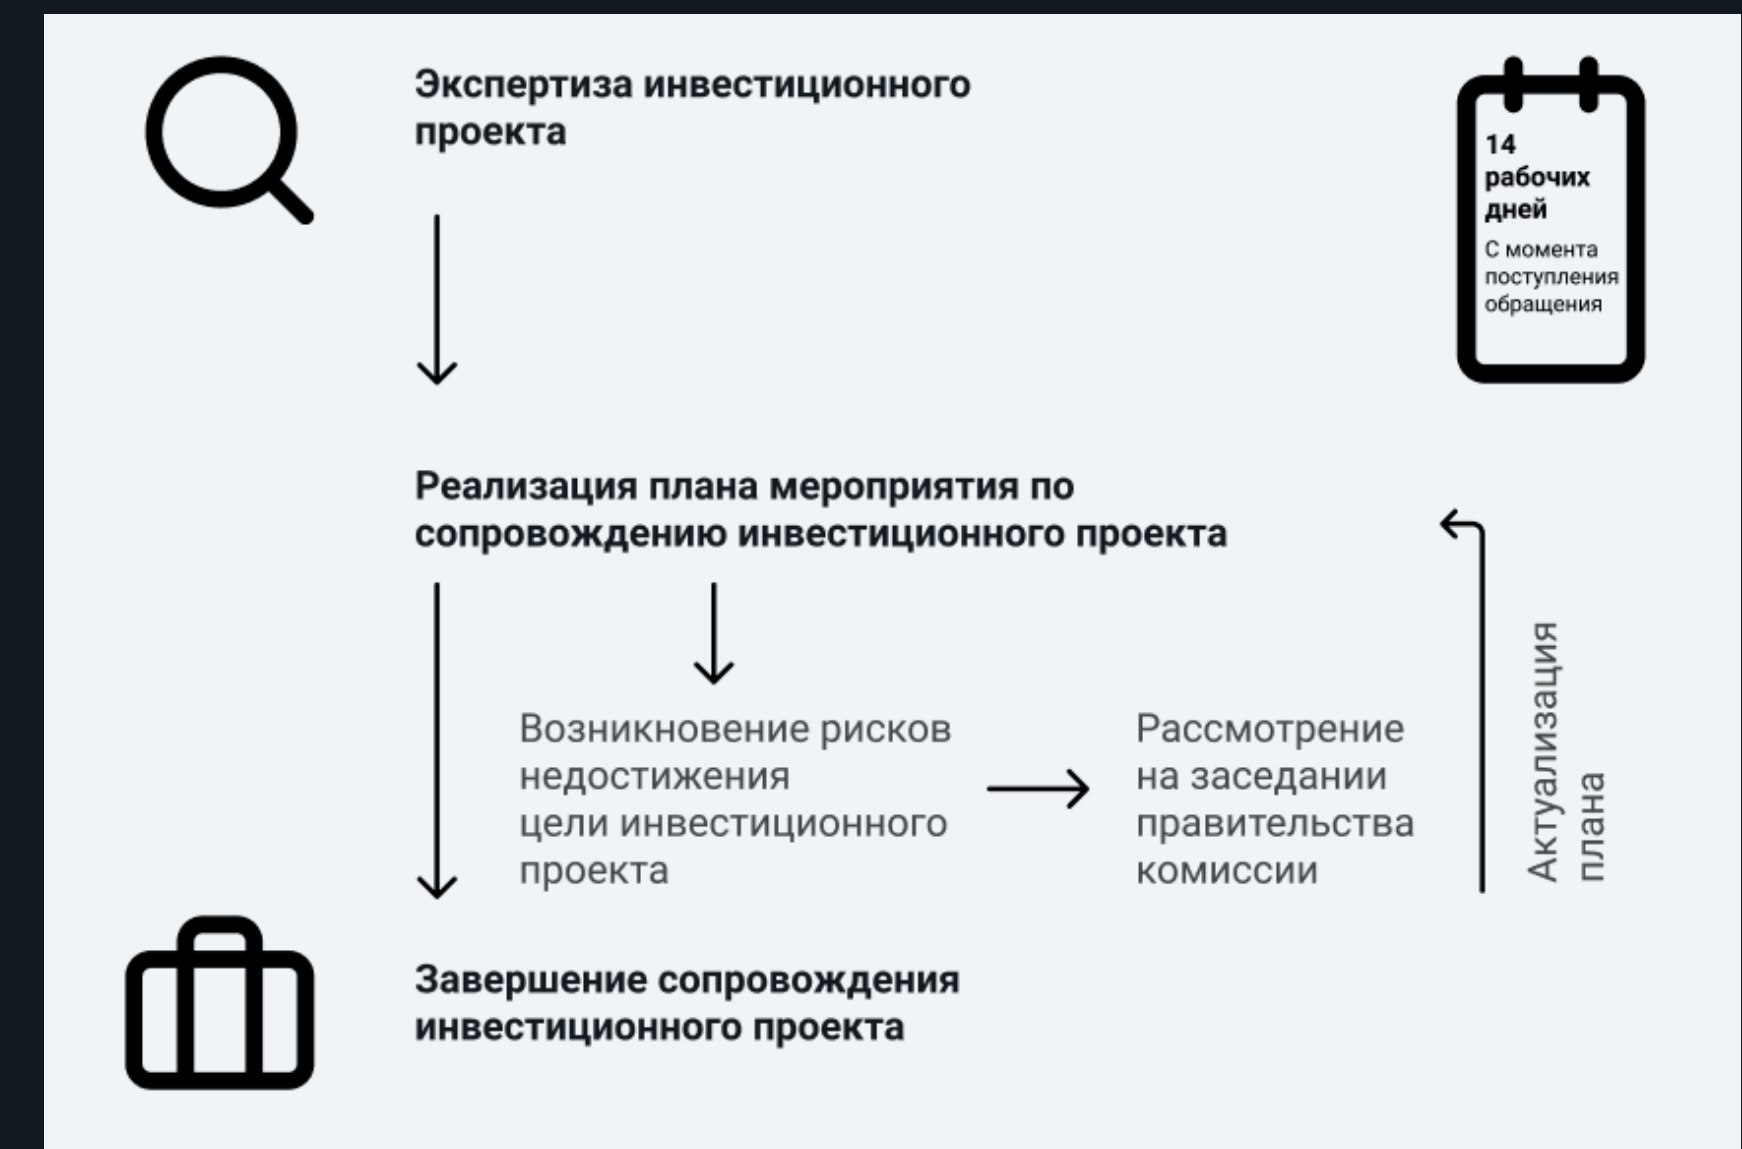 Экспертиза инвестиционного
проекта
14
рабочих
дней
С момента
поступления
обращения
Реализация плана мероприятия по
сопровождению инвестиционного проекта
Возникновение рисков
недостижения
цели инвестиционного
проекта
Рассмотрение
на заседании
правительства
комиссии
Актуализация
плана
Завершение сопровождения
инвестиционного проекта